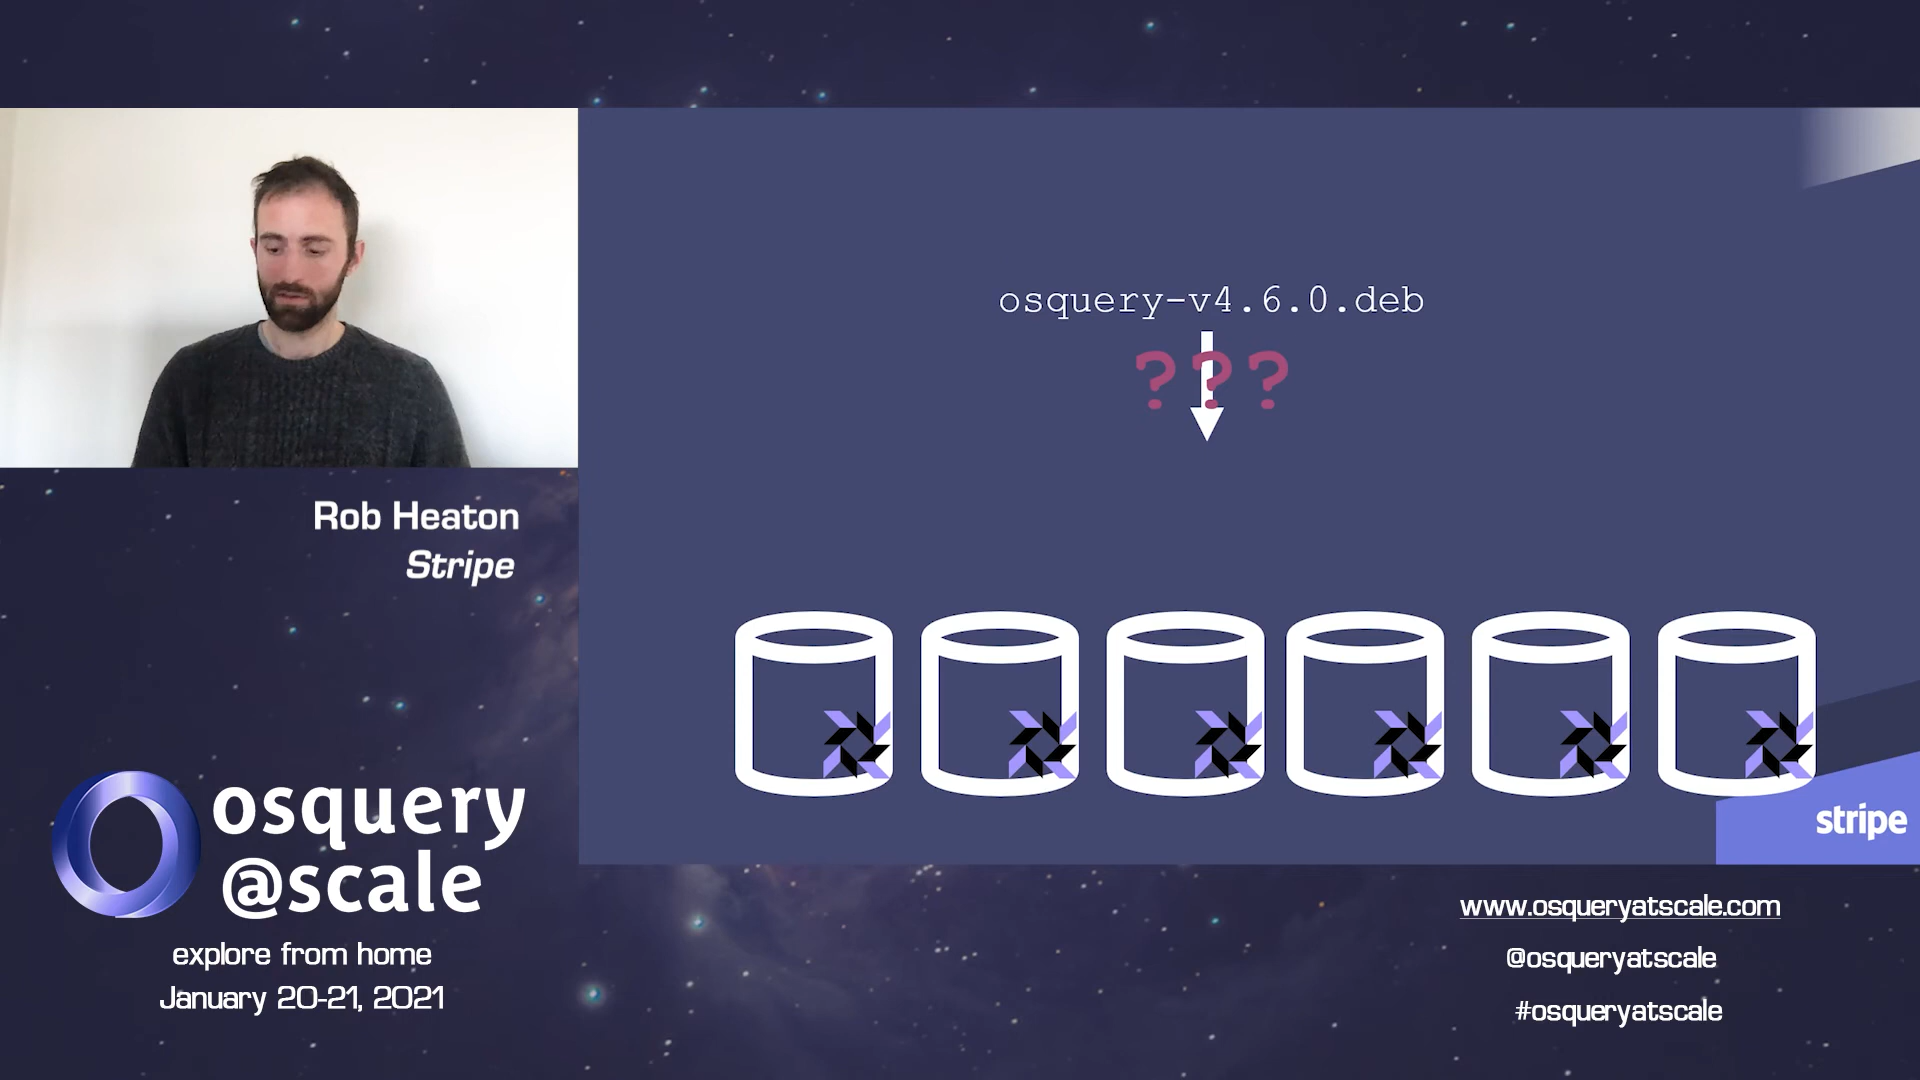 osquery-v4.6.0.deb
???
stripe
Rob Heaton
Stripe
osquery
@scale
explore from home
January 20-21, 2021
www.osqueryatscale.com
@osqueryatscale
#osqueryatscale